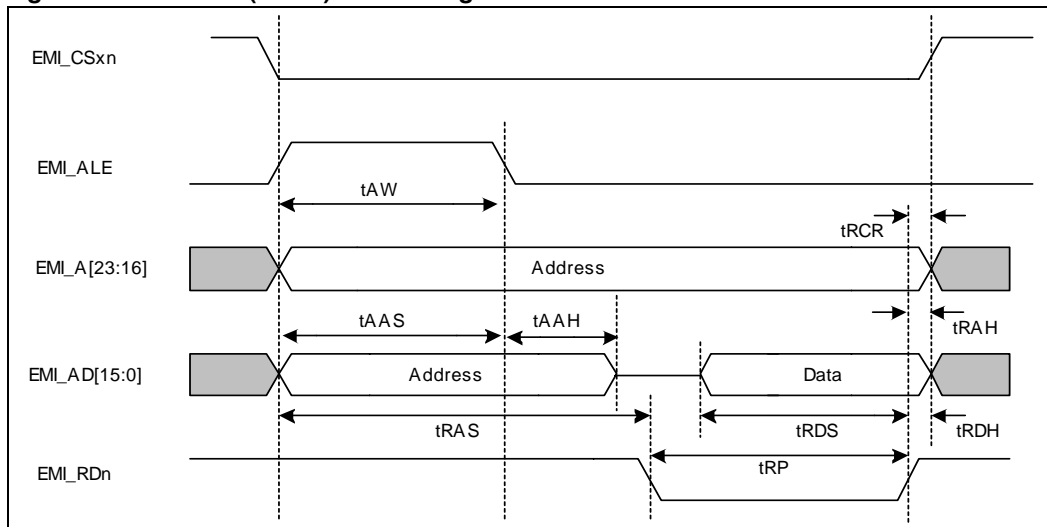 EMI_CSxn
EMI_ALE
tAW
tRCR
EMI_A[23:16]
Address
tAAS
tAAH
tRAH
EMI_AD[15:0]
Address
Data
tRAS
tRDS
tRDH
tRP
EMI_RDn